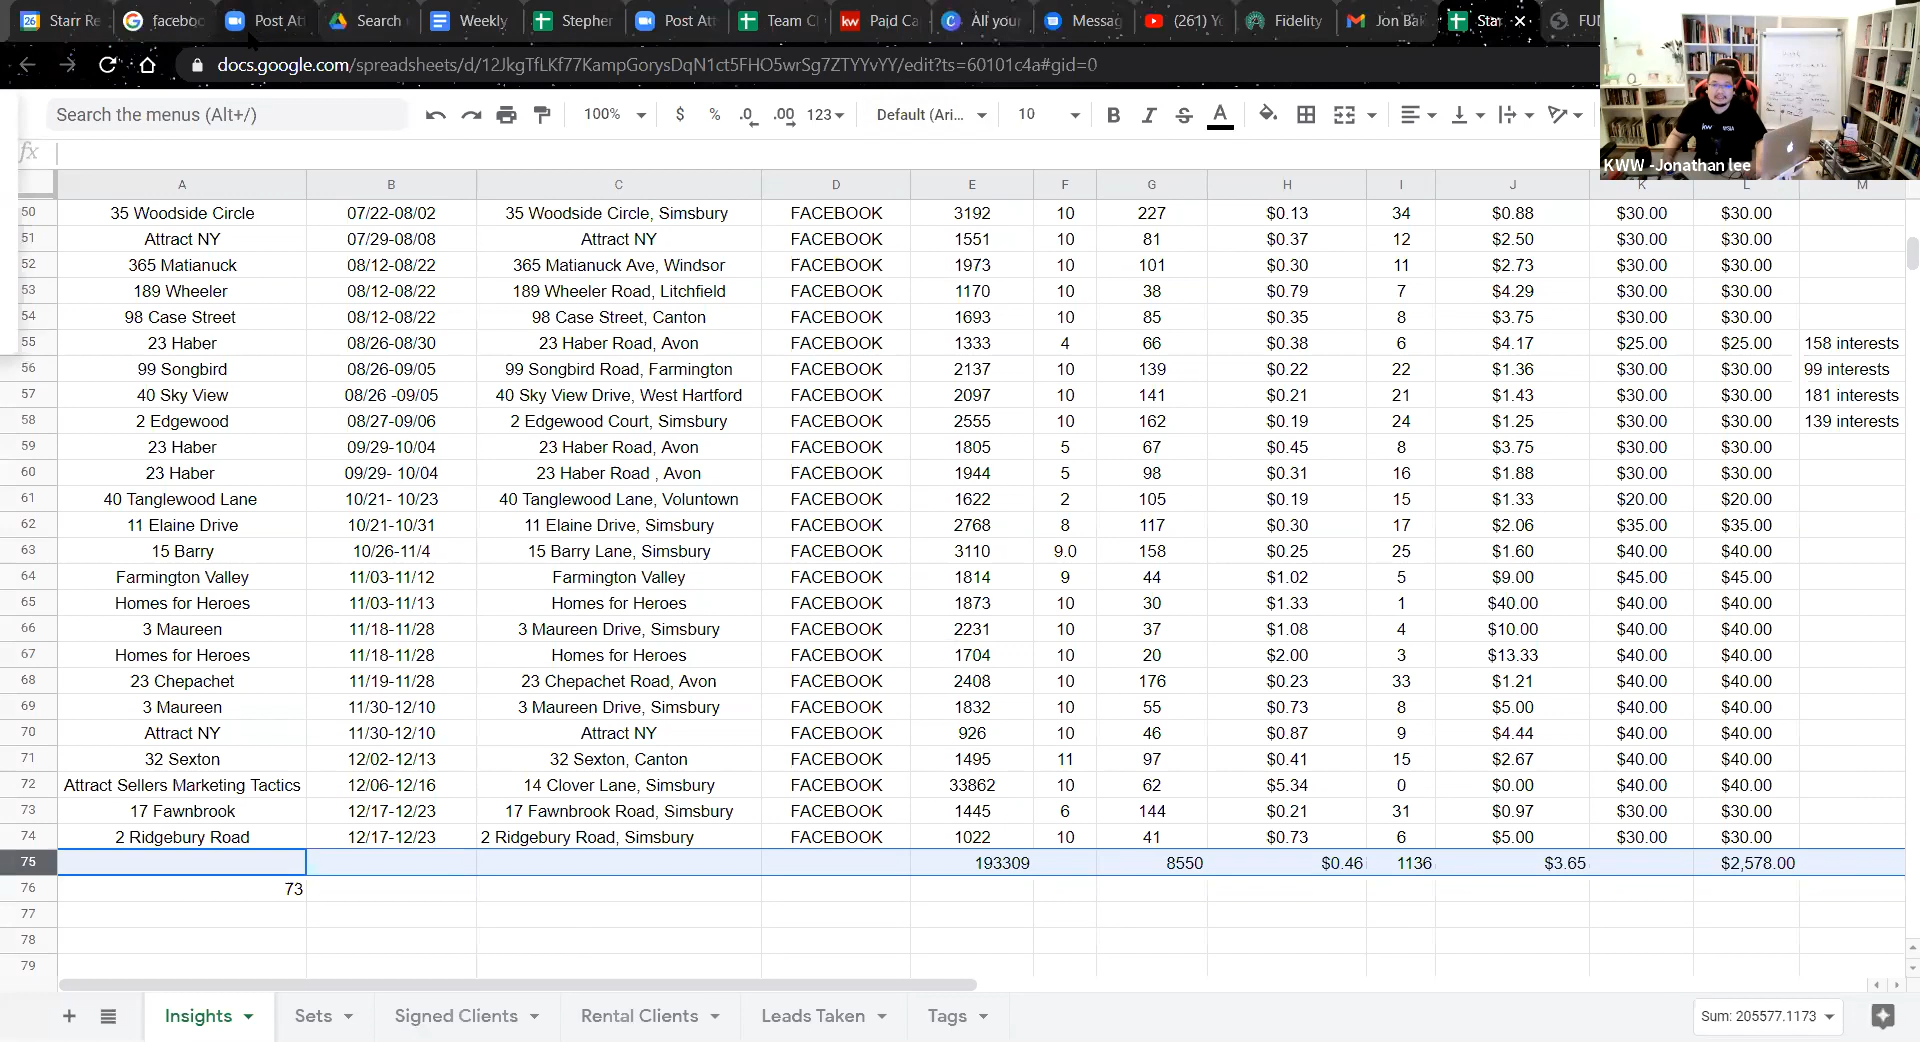 Starr Re faceboo Post Att Search Weekly Stepher Post Att Team Cl Pajd Ca All your Messag (261) Yo Fidelity Jon Bak Star FUN
docs.google.com/spreadsheets/d/12JkgTfLKf77KampGorysDqN1ct5FHO5wrSg7ZTYYvYY/edit?ts=60101c4a#gid=0
Search the menus (Alt+/) 100% $ % .0 .00 123 Default (Ari... 10 B I S A
fx
KWW -Jonathan lee
A B C D E F G H I J K L M
50 35 Woodside Circle 07/22-08/02 35 Woodside Circle, Simsbury FACEBOOK 3192 10 227 $0.13 34 $0.88 $30.00 $30.00
51 Attract NY 07/29-08/08 Attract NY FACEBOOK 1551 10 81 $0.37 12 $2.50 $30.00 $30.00
52 365 Matianuck 08/12-08/22 365 Matianuck Ave, Windsor FACEBOOK 1973 10 101 $0.30 11 $2.73 $30.00 $30.00
53 189 Wheeler 08/12-08/22 189 Wheeler Road, Litchfield FACEBOOK 1170 10 38 $0.79 7 $4.29 $30.00 $30.00
54 98 Case Street 08/12-08/22 98 Case Street, Canton FACEBOOK 1693 10 85 $0.35 8 $3.75 $30.00 $30.00
55 23 Haber 08/26-08/30 23 Haber Road, Avon FACEBOOK 1333 4 66 $0.38 6 $4.17 $25.00 $25.00 158 interests
56 99 Songbird 08/26-09/05 99 Songbird Road, Farmington FACEBOOK 2137 10 139 $0.22 22 $1.36 $30.00 $30.00 99 interests
57 40 Sky View 08/26 -09/05 40 Sky View Drive, West Hartford FACEBOOK 2097 10 141 $0.21 21 $1.43 $30.00 $30.00 181 interests
58 2 Edgewood 08/27-09/06 2 Edgewood Court, Simsbury FACEBOOK 2555 10 162 $0.19 24 $1.25 $30.00 $30.00 139 interests
59 23 Haber 09/29-10/04 23 Haber Road, Avon FACEBOOK 1805 5 67 $0.45 8 $3.75 $30.00 $30.00
60 23 Haber 09/29- 10/04 23 Haber Road , Avon FACEBOOK 1944 5 98 $0.31 16 $1.88 $30.00 $30.00
61 40 Tanglewood Lane 10/21- 10/23 40 Tanglewood Lane, Voluntown FACEBOOK 1622 2 105 $0.19 15 $1.33 $20.00 $20.00
62 11 Elaine Drive 10/21-10/31 11 Elaine Drive, Simsbury FACEBOOK 2768 8 117 $0.30 17 $2.06 $35.00 $35.00
63 15 Barry 10/26-11/4 15 Barry Lane, Simsbury FACEBOOK 3110 9.0 158 $0.25 25 $1.60 $40.00 $40.00
64 Farmington Valley 11/03-11/12 Farmington Valley FACEBOOK 1814 9 44 $1.02 5 $9.00 $45.00 $45.00
65 Homes for Heroes 11/03-11/13 Homes for Heroes FACEBOOK 1873 10 30 $1.33 1 $40.00 $40.00 $40.00
66 3 Maureen 11/18-11/28 3 Maureen Drive, Simsbury FACEBOOK 2231 10 37 $1.08 4 $10.00 $40.00 $40.00
67 Homes for Heroes 11/18-11/28 Homes for Heroes FACEBOOK 1704 10 20 $2.00 3 $13.33 $40.00 $40.00
68 23 Chepachet 11/19-11/28 23 Chepachet Road, Avon FACEBOOK 2408 10 176 $0.23 33 $1.21 $40.00 $40.00
69 3 Maureen 11/30-12/10 3 Maureen Drive, Simsbury FACEBOOK 1832 10 55 $0.73 8 $5.00 $40.00 $40.00
70 Attract NY 11/30-12/10 Attract NY FACEBOOK 926 10 46 $0.87 9 $4.44 $40.00 $40.00
71 32 Sexton 12/02-12/13 32 Sexton, Canton FACEBOOK 1495 11 97 $0.41 15 $2.67 $40.00 $40.00
72 Attract Sellers Marketing Tactics 12/06-12/16 14 Clover Lane, Simsbury FACEBOOK 33862 10 62 $5.34 0 $0.00 $40.00 $40.00
73 17 Fawnbrook 12/17-12/23 17 Fawnbrook Road, Simsbury FACEBOOK 1445 6 144 $0.21 31 $0.97 $30.00 $30.00
74 2 Ridgebury Road 12/17-12/23 2 Ridgebury Road, Simsbury FACEBOOK 1022 10 41 $0.73 6 $5.00 $30.00 $30.00
75 193309 8550 $0.46 1136 $3.65 $2,578.00
76 73
77
78
79
Insights Sets Signed Clients Rental Clients Leads Taken Tags Sum: 205577.1173